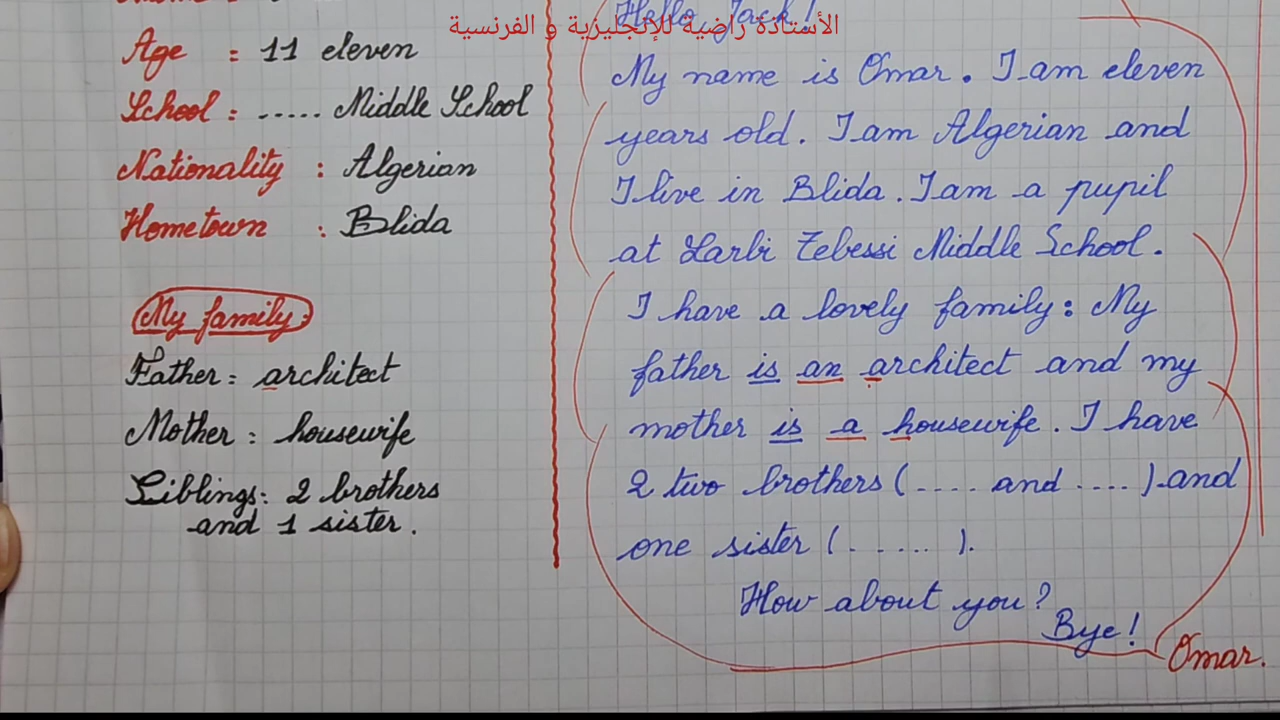 الأستاذة راضية للإنجليزية و الفرنسية
Age : 11 eleven
School : ..... Middle School
Nationality : Algerian
Hometown : Blida
My family :
Father : architect
Mother : housewife
Siblings : 2 brothers
and 1 sister .
Hello, Jack !
My name is Omar . I am eleven
years old . I am Algerian and
I live in Blida . I am a pupil
at Larbi Tebessi Middle School .
I have a lovely family : My
father is an architect and my
mother is a housewife . I have
2 two brothers ( .... and .... ) and
one sister ( ..... ).
How about you ?
Bye !
Omar.